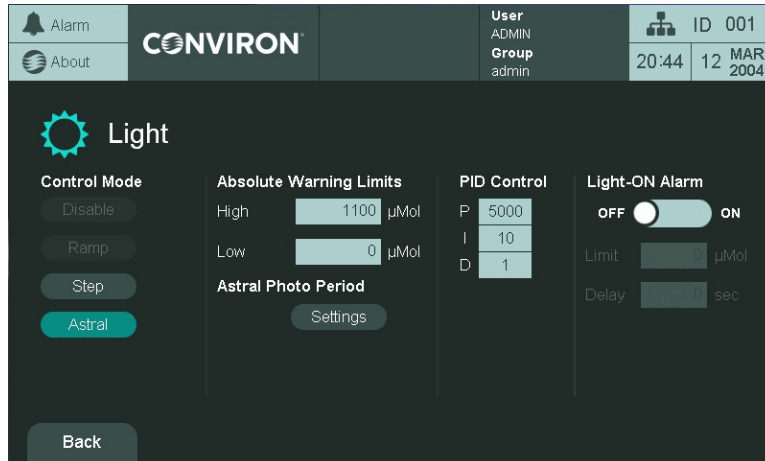 Alarm
About
CONVIRON
User
ADMIN
Group
admin
ID 001
20:44 12 MAR 2004
Light
Control Mode
Disable
Ramp
Step
Astral
Absolute Warning Limits
High 1100 µMol
Low 0 µMol
Astral Photo Period
Settings
PID Control
P 5000
I 10
D 1
Light-ON Alarm
OFF ON
Limit 0 µMol
Delay 0 sec
Back